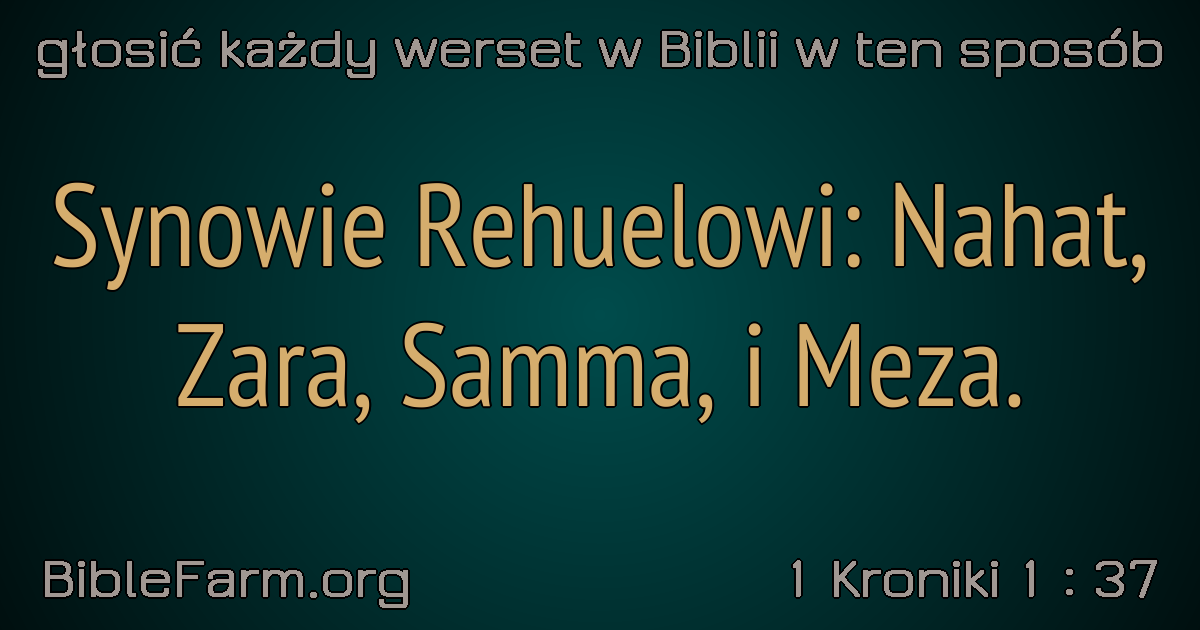 głosić każdy werset w Biblii w ten sposób
Synowie Rehuelowi: Nahat,
Zara, Samma, i Meza.
BibleFarm.org
1 Kroniki 1 : 37